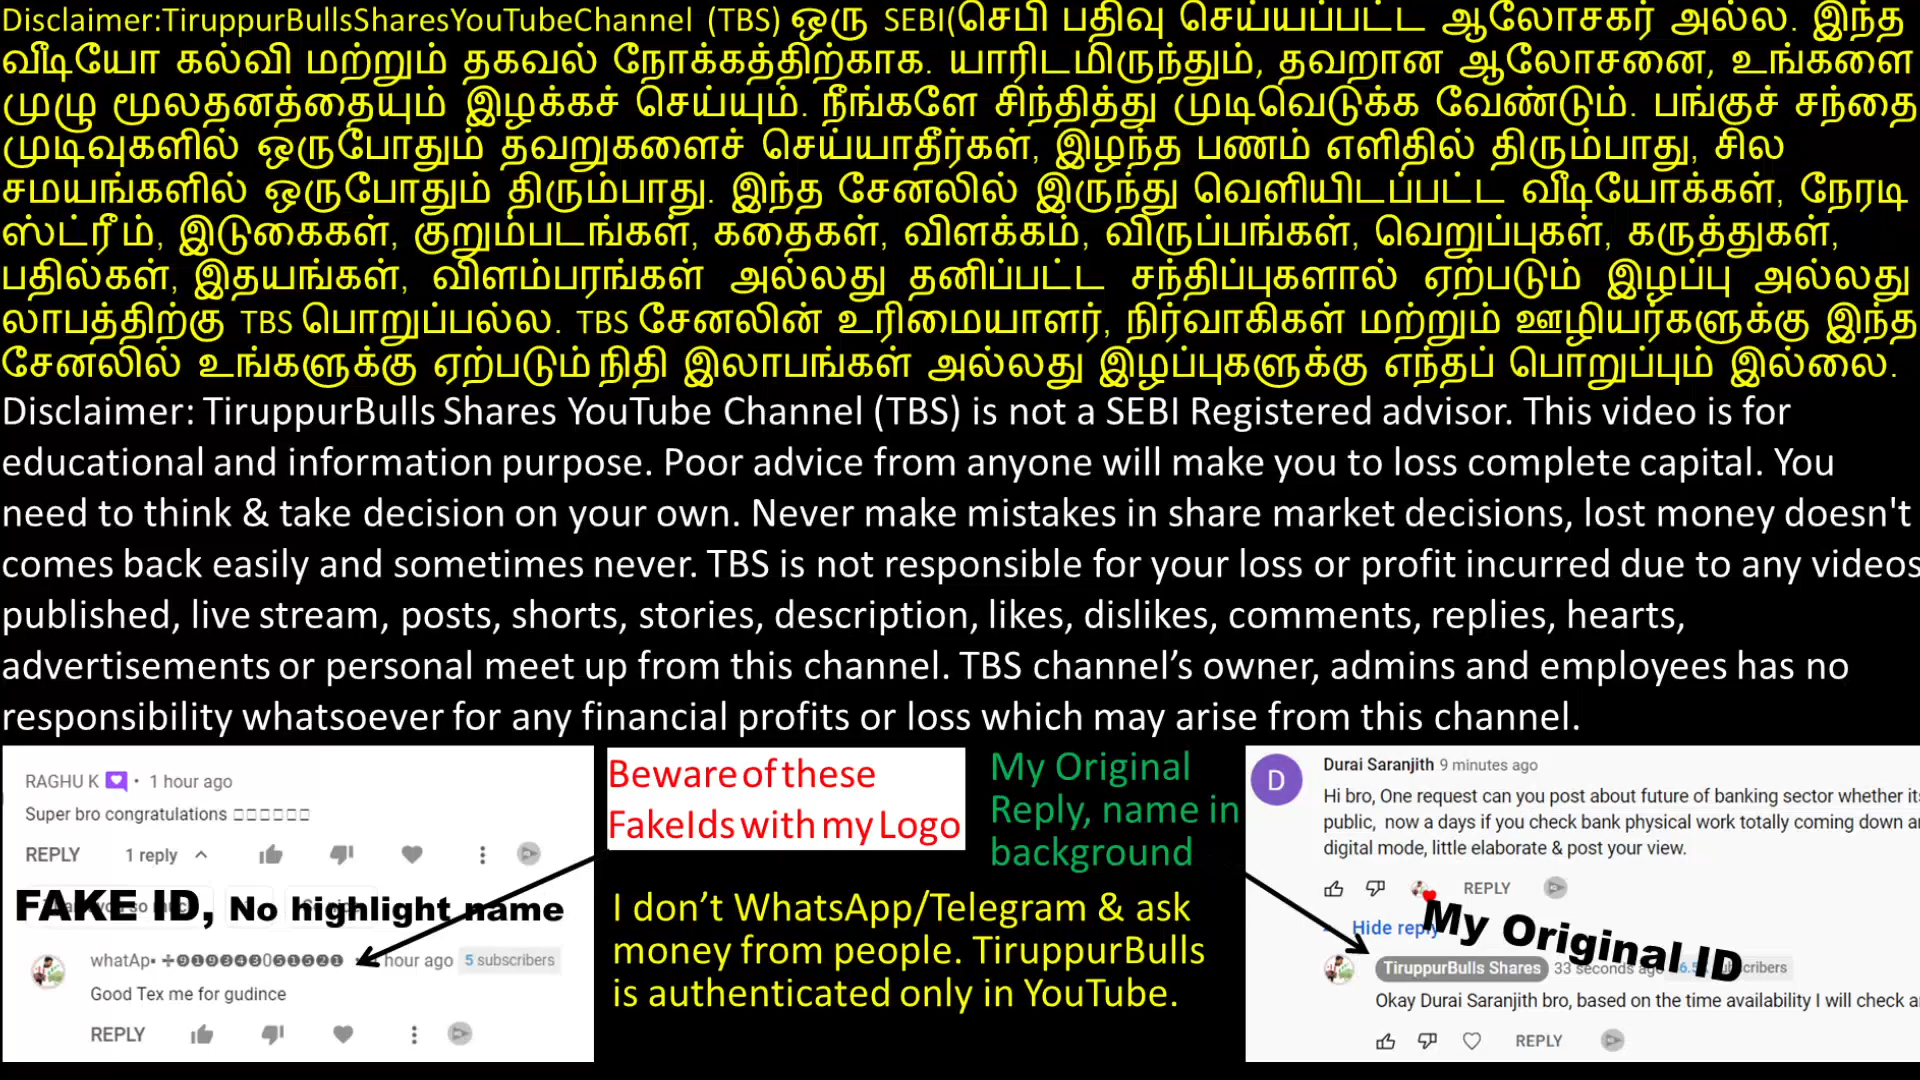 Disclaimer:TiruppurBullsSharesYouTubeChannel (TBS) ஒரு SEBI(செபி பதிவு செய்யப்பட்ட ஆலோசகர் அல்ல. இந்த
வீடியோ கல்வி மற்றும் தகவல் நோக்கத்திற்காக. யாரிடமிருந்தும், தவறான ஆலோசனை, உங்களை
முழு மூலதனத்தையும் இழக்கச் செய்யும். நீங்களே சிந்தித்து முடிவெடுக்க வேண்டும். பங்குச் சந்தை
முடிவுகளில் ஒருபோதும் தவறுகளைச் செய்யாதீர்கள், இழந்த பணம் எளிதில் திரும்பாது, சில
சமயங்களில் ஒருபோதும் திரும்பாது. இந்த சேனலில் இருந்து வெளியிடப்பட்ட வீடியோக்கள், நேரடி
ஸ்ட்ரீம், இடுகைகள், குறும்படங்கள், கதைகள், விளக்கம், விருப்பங்கள், வெறுப்புகள், கருத்துகள்,
பதில்கள், இதயங்கள், விளம்பரங்கள் அல்லது தனிப்பட்ட சந்திப்புகளால் ஏற்படும் இழப்பு அல்லது
லாபத்திற்கு TBS பொறுப்பல்ல. TBS சேனலின் உரிமையாளர், நிர்வாகிகள் மற்றும் ஊழியர்களுக்கு இந்த
சேனலில் உங்களுக்கு ஏற்படும் நிதி இலாபங்கள் அல்லது இழப்புகளுக்கு எந்தப் பொறுப்பும் இல்லை.
Disclaimer: TiruppurBulls Shares YouTube Channel (TBS) is not a SEBI Registered advisor. This video is for
educational and information purpose. Poor advice from anyone will make you to loss complete capital. You
need to think & take decision on your own. Never make mistakes in share market decisions, lost money doesn't
comes back easily and sometimes never. TBS is not responsible for your loss or profit incurred due to any videos
published, live stream, posts, shorts, stories, description, likes, dislikes, comments, replies, hearts,
advertisements or personal meet up from this channel. TBS channel’s owner, admins and employees has no
responsibility whatsoever for any financial profits or loss which may arise from this channel.
RAGHU K • 1 hour ago
Super bro congratulations
REPLY 1 reply
FAKE ID, No highlight name
whatAp• ➕❾❶❾❸❹❸0❺❶❺❷❶ hour ago 5 subscribers
Good Tex me for gudince
REPLY
Beware of these
FakeIds with my Logo
My Original
Reply, name in
background
I don’t WhatsApp/Telegram & ask
money from people. TiruppurBulls
is authenticated only in YouTube.
D
Durai Saranjith 9 minutes ago
Hi bro, One request can you post about future of banking sector whether its
public, now a days if you check bank physical work totally coming down an
digital mode, little elaborate & post your view.
REPLY
Hide reply
My Original ID
TiruppurBulls Shares 33 seconds ago
Okay Durai Saranjith bro, based on the time availability I will check a
REPLY